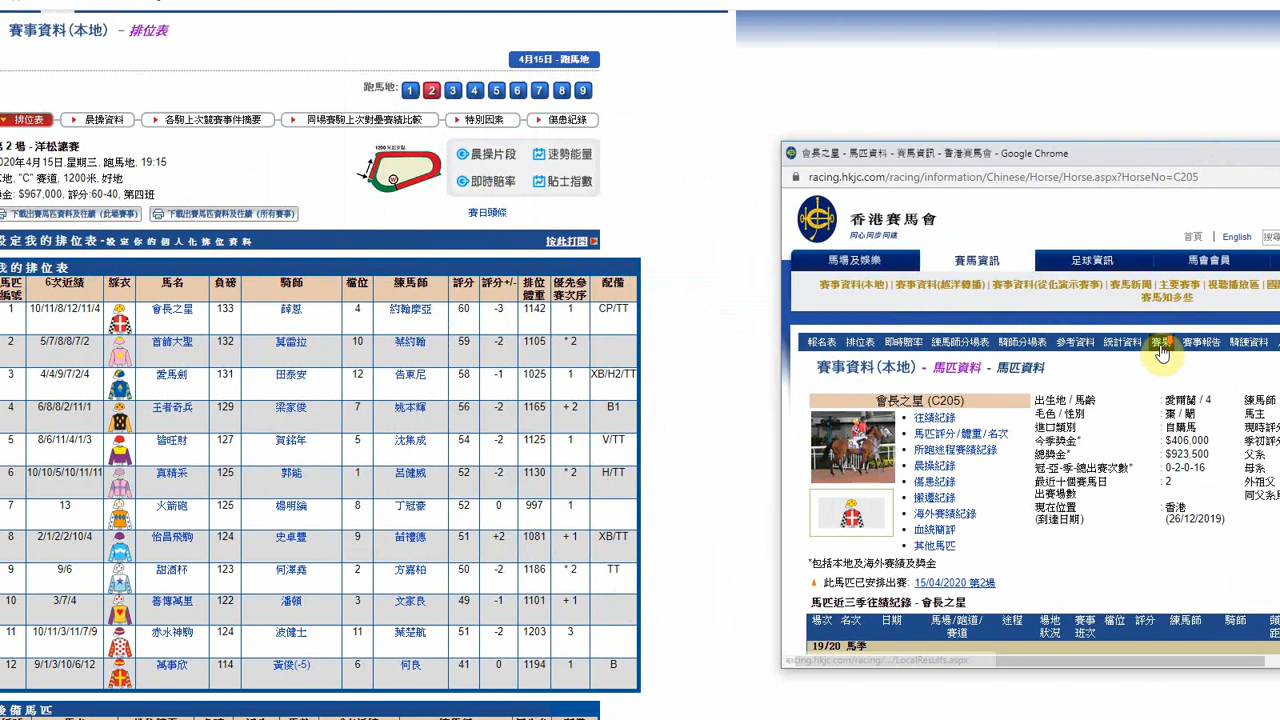 賽事資料(本地) - 排位表
4月15日 - 跑馬地
跑馬地: 1 2 3 4 5 6 7 8 9
排位表 晨操資料 各駒上次競賽事件摘要 同場賽駒上次對壘賽績比較 特別因素 傷患紀錄
第 2 場 - 洋松讓賽
2020年4月15日, 星期三, 跑馬地, 19:15
草地, "C" 賽道, 1200米, 好地
獎金: $967,000, 評分:60-40, 第四班
晨操片段 速勢能量
即時賠率 貼士指數
下載出賽馬匹資料及往績 (此場賽事) 下載出賽馬匹資料及往績 (所有賽事)
賽日頭條
設定我的排位表-設定你的個人化排位資料 按此打開
我的排位表
馬匹編號 6次近績 綵衣 馬名 負磅 騎師 檔位 練馬師 評分 評分+/- 排位體重 優先參賽次序 配備
1 10/11/8/12/11/4 會長之星 133 薛恩 4 約翰摩亞 60 -3 1142 1 CP/TT
2 5/7/8/8/7/2 首飾大聖 132 莫雷拉 10 蔡約翰 59 -1 1105 * 2
3 4/4/9/7/2/4 愛馬劍 131 田泰安 12 告東尼 58 -1 1025 1 XB/H2/TT
4 6/8/8/2/11/1 王者奇兵 129 梁家俊 7 姚本輝 56 -2 1165 + 2 B1
5 8/6/11/4/1/3 皆旺財 127 賀銘年 5 沈集成 54 -2 1125 1 V/TT
6 10/10/5/10/11/11 真精采 126 郭能 1 呂健威 52 -2 1130 * 2 H/TT
7 13 火箭砲 125 楊明綸 8 丁冠豪 52 0 997 1
8 2/1/2/2/10/4 怡昌飛駒 124 史卓豐 9 苗禮德 51 +2 1081 + 1 XB/TT
9 9/6 甜酒杯 123 何澤堯 2 方嘉柏 50 -2 1186 * 2 TT
10 3/7/4 善傳萬里 122 潘頓 3 文家良 49 -1 1101 + 1
11 10/11/3/11/7/9 赤水神駒 124 波健士 11 葉楚航 51 -2 1203 3
12 9/1/3/10/6/12 萬事欣 114 黃俊(-5) 6 何良 41 0 1194 1 B
後備馬匹
會長之星 - 馬匹資料 - 賽馬資訊 - 香港賽馬會 - Google Chrome
racing.hkjc.com/racing/information/Chinese/Horse/Horse.aspx?HorseNo=C205
香港賽馬會
同心同步同進
首頁 | English
馬場及娛樂 賽馬資訊 足球資訊 馬會會員
賽事資料(本地) | 賽事資料(越洋轉播) | 賽事資料(從化演示賽事) | 賽馬新聞 | 主要賽事 | 視聽播放區 |
賽馬知多些
報名表 排位表 即時賠率 練馬師分場表 騎師分場表 參考資料 統計資料 賽事報告 騎練資料
賽事資料(本地) - 馬匹資料 - 馬匹資料
會長之星 (C205)
往績紀錄
馬匹評分/體重/名次
所跑途程賽績紀錄
晨操紀錄
傷患紀錄
搬遷紀錄
海外賽績紀錄
血統簡評
其他馬匹
出生地 / 馬齡 : 愛爾蘭 / 4 練馬師
毛色 / 性別 : 棗 / 閹 馬主
進口類別 : 自購馬 現時評
今季獎金* : $406,000 季初評
總獎金* : $923,500 父系
冠-亞-季-總出賽次數* : 0-2-0-16 母系
最近十個賽馬日 : 2 外祖父
出賽場數 同父系
現在位置 : 香港
(到達日期) (26/12/2019)
*包括本地及海外賽績及獎金
此馬匹已安排出賽: 15/04/2020 第2場
馬匹近三季往績紀錄 - 會長之星
場次 名次 日期 馬場/跑道/賽道 途程 場地狀況 賽事班次 檔位 評分 練馬師 騎師
19/20 馬季
racing.hkjc.com/racing/.../LocalResults.aspx